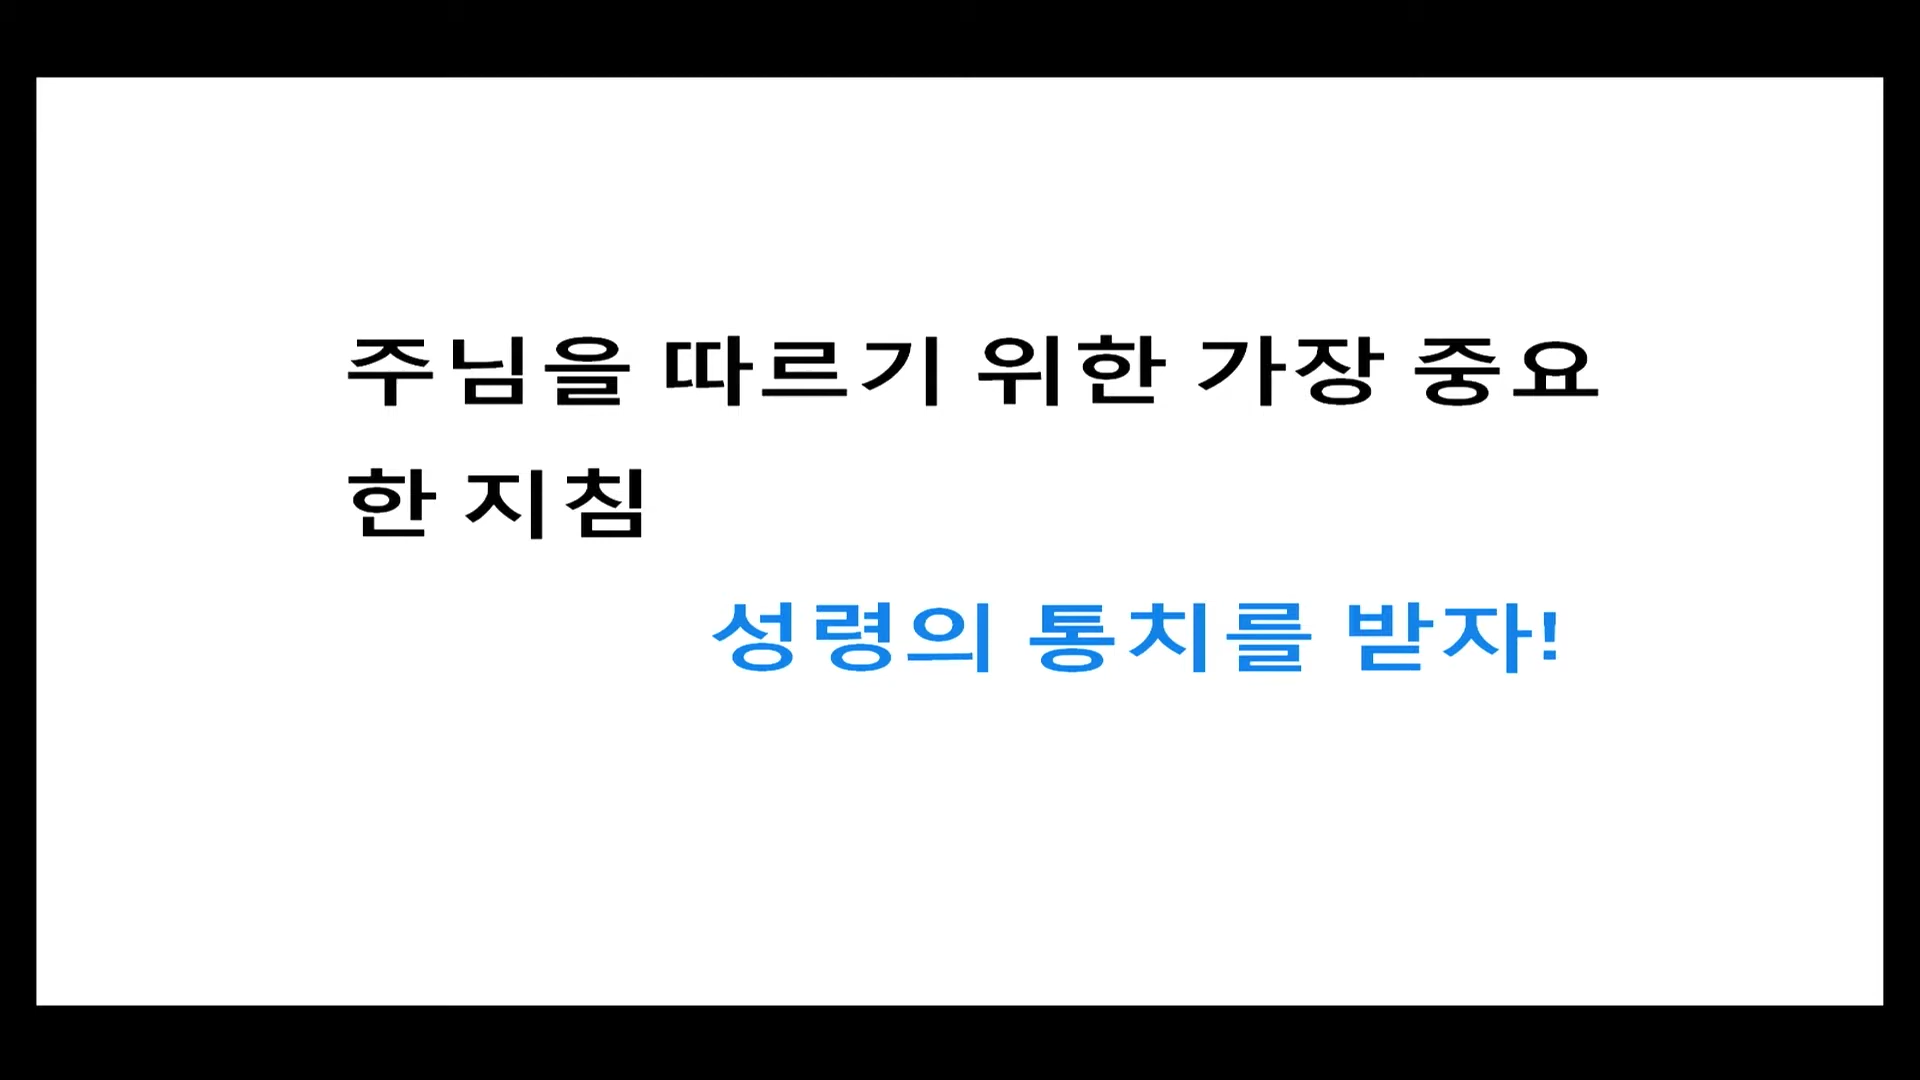 주님을 따르기 위한 가장 중요
한 지침
성령의 통치를 받자!